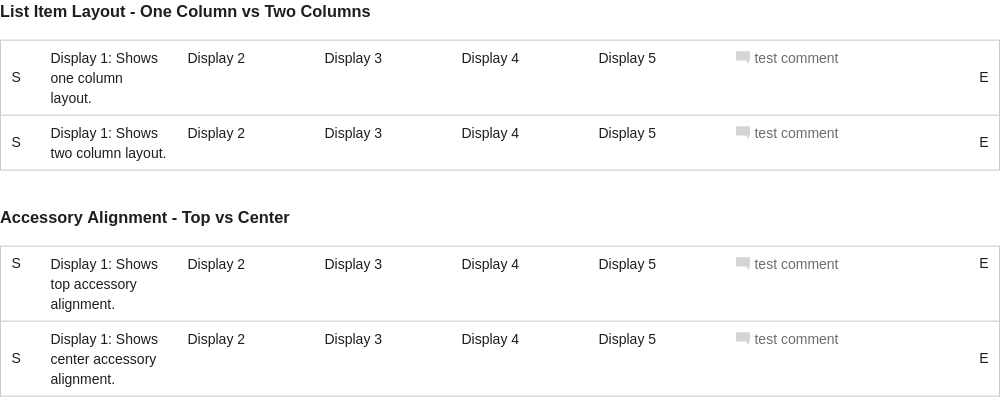 List Item Layout - One Column vs Two Columns
S Display 1: Shows one column layout. Display 2 Display 3 Display 4 Display 5 test comment E
S Display 1: Shows two column layout. Display 2 Display 3 Display 4 Display 5 test comment E
Accessory Alignment - Top vs Center
S Display 1: Shows top accessory alignment. Display 2 Display 3 Display 4 Display 5 test comment E
S Display 1: Shows center accessory alignment. Display 2 Display 3 Display 4 Display 5 test comment E